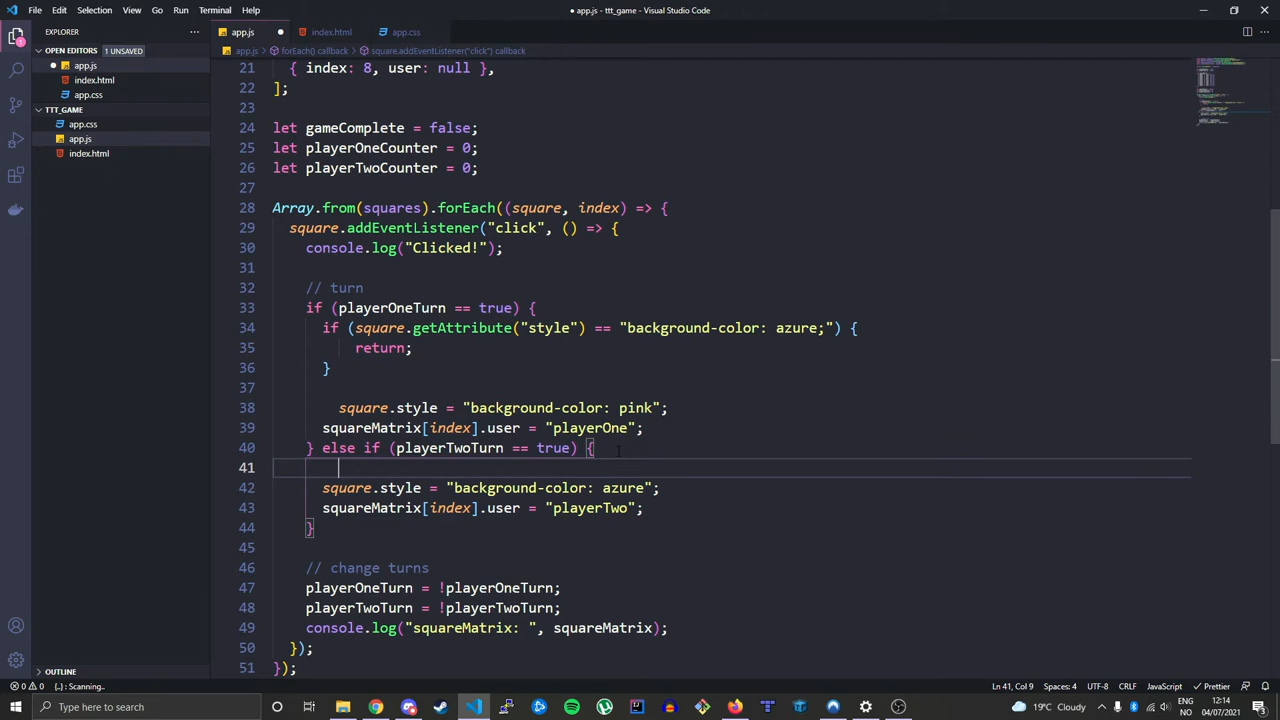 File Edit Selection View Go Run Terminal Help
● app.js - ttt_game - Visual Studio Code
EXPLORER
JS app.js ●
index.html
app.css
OPEN EDITORS 1 UNSAVED
JS app.js > forEach() callback > square.addEventListener("click") callback
● JS app.js
index.html
app.css
TTT_GAME
app.css
JS app.js
index.html
21 { index: 8, user: null },
22 ];
23
24 let gameComplete = false;
25 let playerOneCounter = 0;
26 let playerTwoCounter = 0;
27
28 Array.from(squares).forEach((square, index) => {
29 square.addEventListener("click", () => {
30 console.log("Clicked!");
31
32 // turn
33 if (playerOneTurn == true) {
34 if (square.getAttribute("style") == "background-color: azure;") {
35 return;
36 }
37
38 square.style = "background-color: pink";
39 squareMatrix[index].user = "playerOne";
40 } else if (playerTwoTurn == true) {
41
42 square.style = "background-color: azure";
43 squareMatrix[index].user = "playerTwo";
44 }
45
46 // change turns
47 playerOneTurn = !playerOneTurn;
48 playerTwoTurn = !playerTwoTurn;
49 console.log("squareMatrix: ", squareMatrix);
50 });
51 });
OUTLINE
0 0 {..}: Scanning..
Ln 41, Col 9 Spaces: 4 UTF-8 CRLF JavaScript Prettier
Type here to search
19°C Cloudy
NO
12:14
04/07/2021